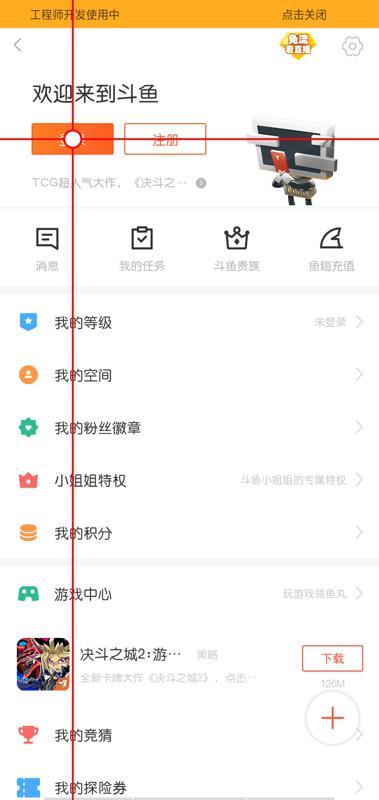 工程师开发使用中 点击关闭
免流
看直播
欢迎来到斗鱼
注册
TCG超人气大作，《决斗之…
消息 我的任务 斗鱼贵族 鱼翅充值
我的等级 未登录
我的空间
我的粉丝徽章
小姐姐特权 斗鱼小姐姐的专属特权
我的积分
游戏中心 玩游戏领鱼丸
决斗之城2:游… 策略
下载
全新卡牌大作《决斗之城2》，点击…
126M
我的竞猜
我的探险券